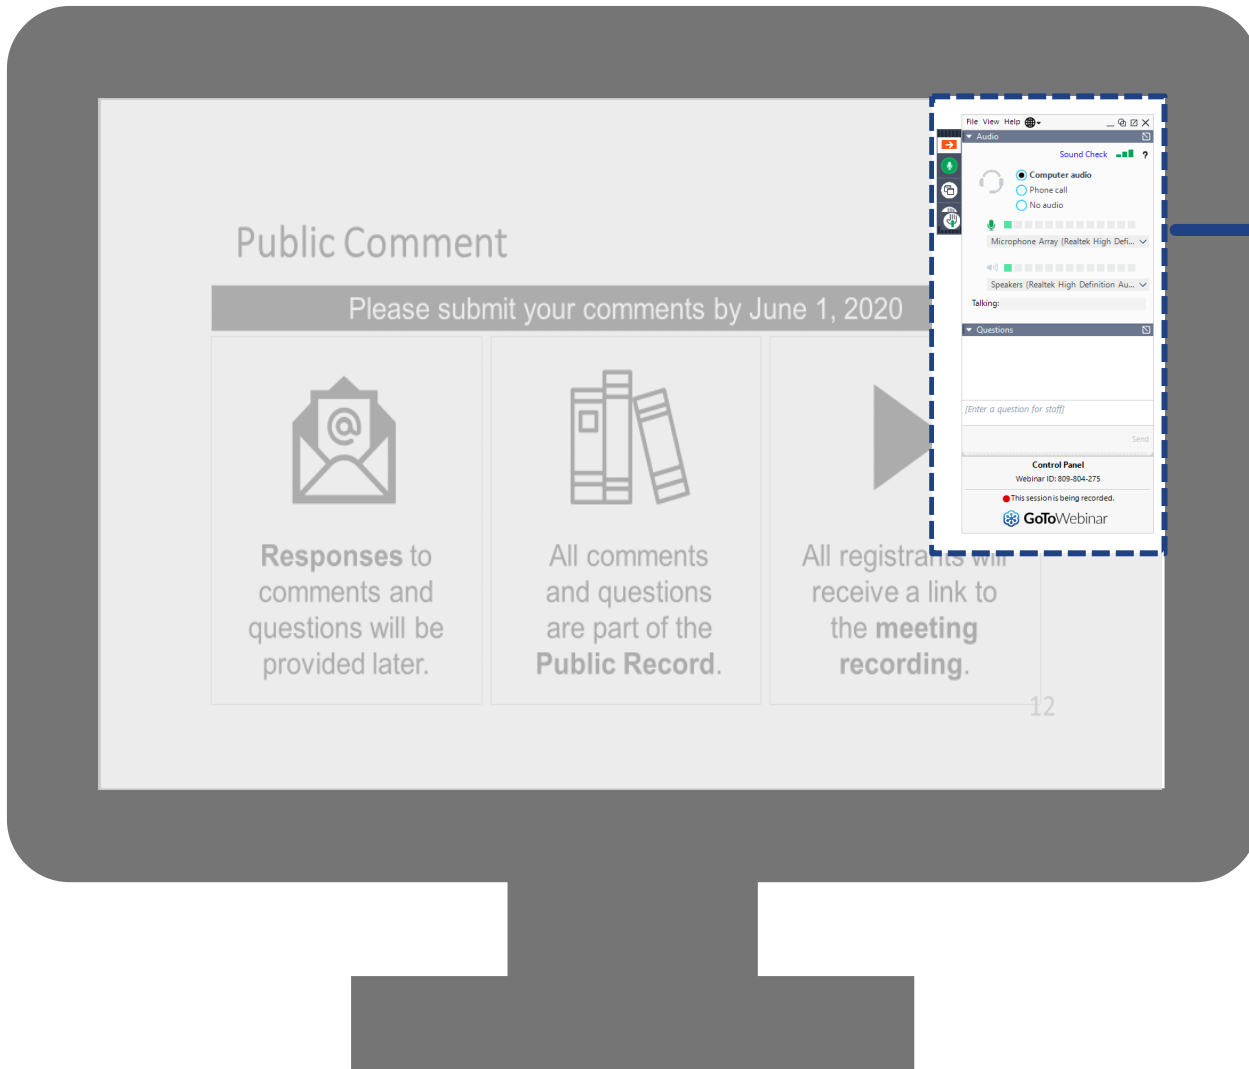 File View Help
Audio
Sound Check ?
Computer audio
Phone call
No audio
Microphone Array (Realtek High Defi...
Speakers (Realtek High Definition Au...
Talking:
Questions
[Enter a question for staff]
Send
Control Panel
Webinar ID: 809-804-275
This session is being recorded.
GoToWebinar
Public Comment
Please submit your comments by June 1, 2020
Responses to
comments and
questions will be
provided later.
All comments
and questions
are part of the
Public Record.
All registrants will
receive a link to
the meeting
recording.
12